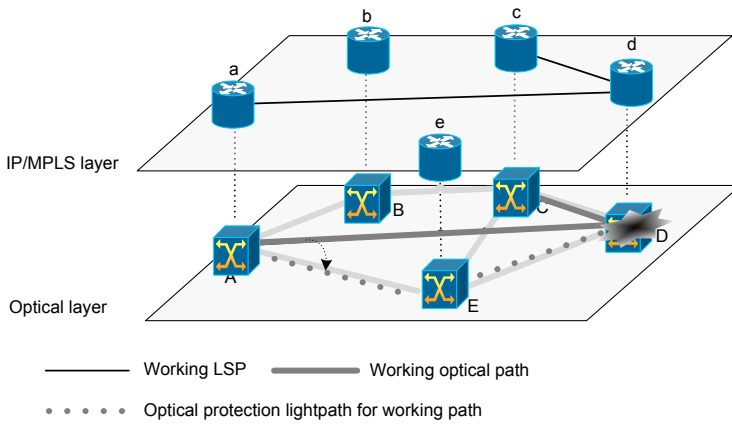 b
c
d
a
e
IP/MPLS layer
B
C
D
A
E
Optical layer
Working LSP
Working optical path
Optical protection lightpath for working path